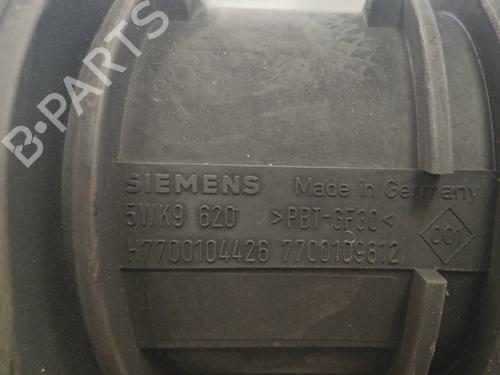 B-PARTS
SIEMENS Made in Germany
5WK9 620 >PBT-GF30<
H7700104426 7700109812
001